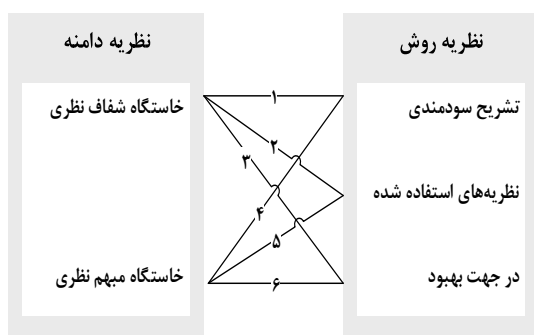 نظریه روش
نظریه دامنه
تشریح سودمندی
۱
خاستگاه شفاف نظری
۲
۳
نظریه‌های استفاده شده
۴
۵
در جهت بهبود
۶
خاستگاه مبهم نظری